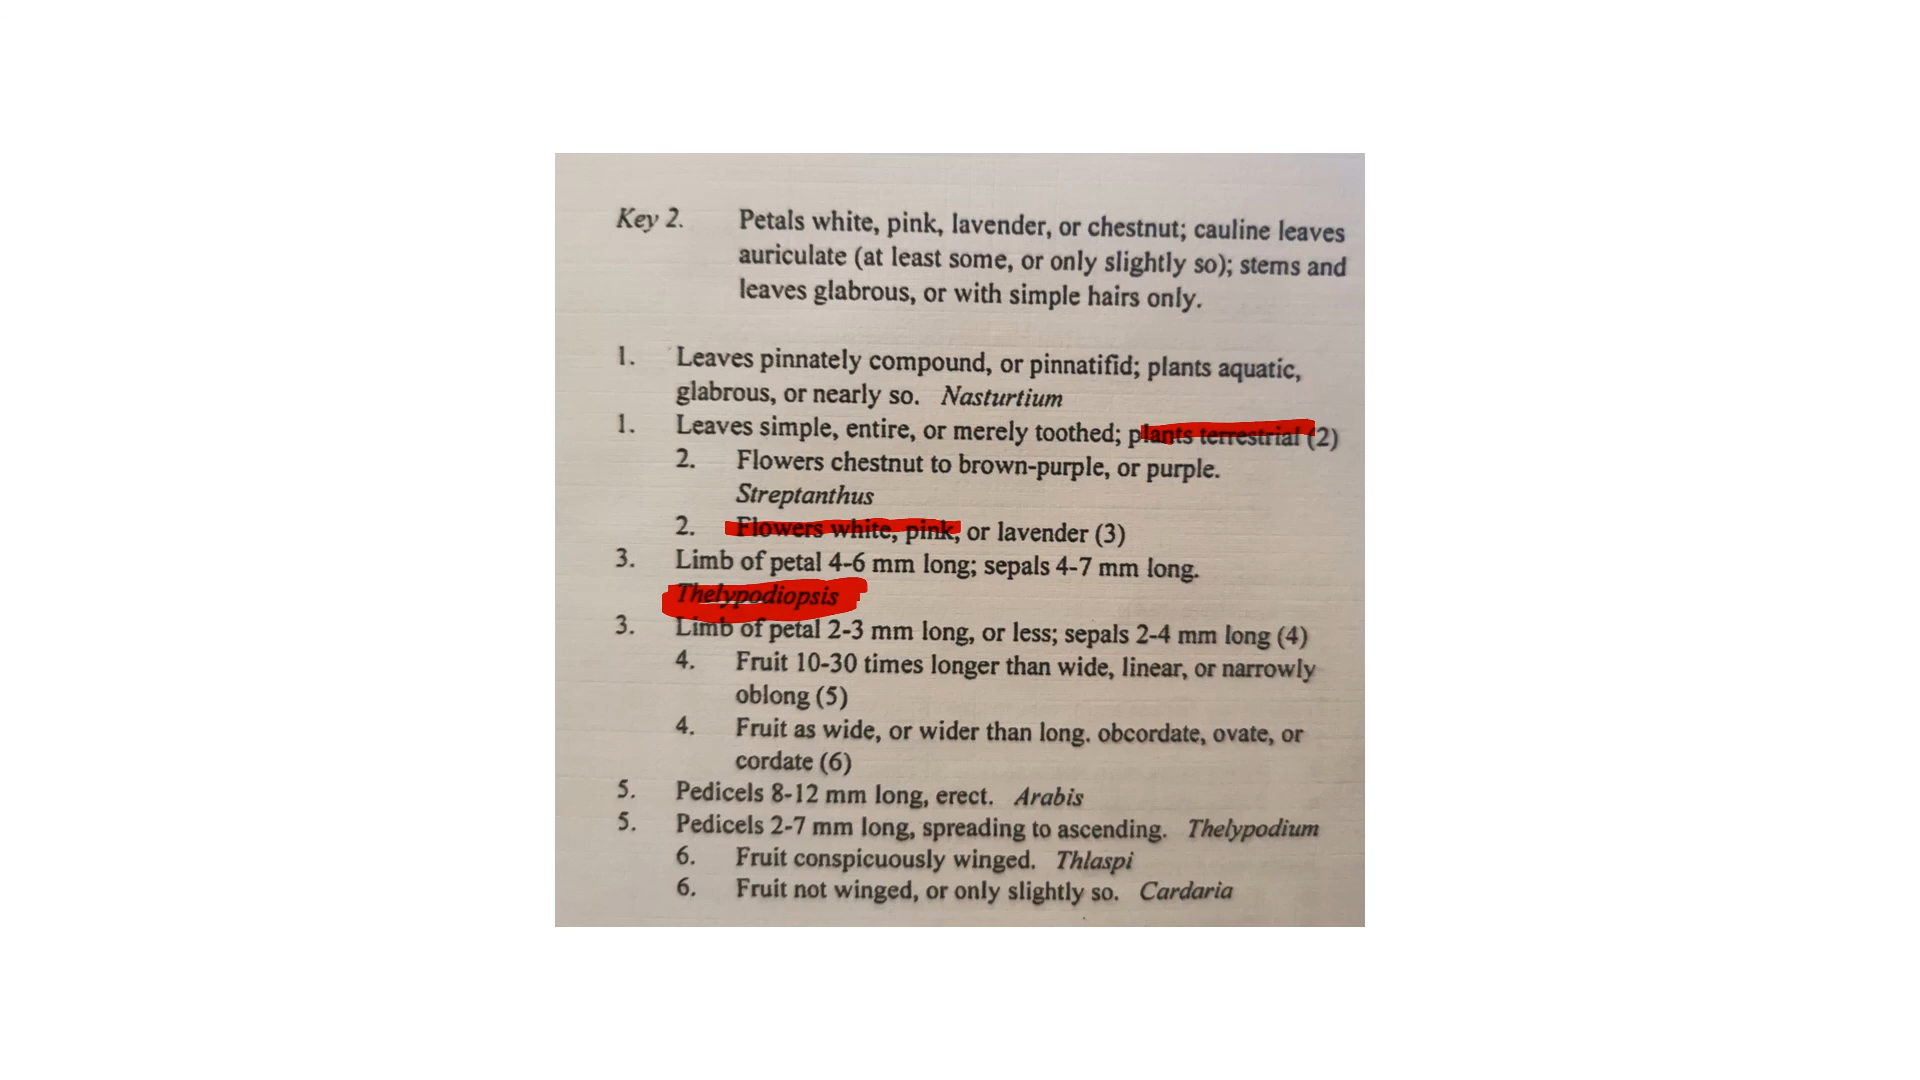 Key 2. Petals white, pink, lavender, or chestnut; cauline leaves
auriculate (at least some, or only slightly so); stems and
leaves glabrous, or with simple hairs only.
1. Leaves pinnately compound, or pinnatifid; plants aquatic,
glabrous, or nearly so. Nasturtium
1. Leaves simple, entire, or merely toothed; plants terrestrial (2)
2. Flowers chestnut to brown-purple, or purple.
Streptanthus
2. Flowers white, pink, or lavender (3)
3. Limb of petal 4-6 mm long; sepals 4-7 mm long.
Thelypodiopsis
3. Limb of petal 2-3 mm long, or less; sepals 2-4 mm long (4)
4. Fruit 10-30 times longer than wide, linear, or narrowly
oblong (5)
4. Fruit as wide, or wider than long. obcordate, ovate, or
cordate (6)
5. Pedicels 8-12 mm long, erect. Arabis
5. Pedicels 2-7 mm long, spreading to ascending. Thelypodium
6. Fruit conspicuously winged. Thlaspi
6. Fruit not winged, or only slightly so. Cardaria